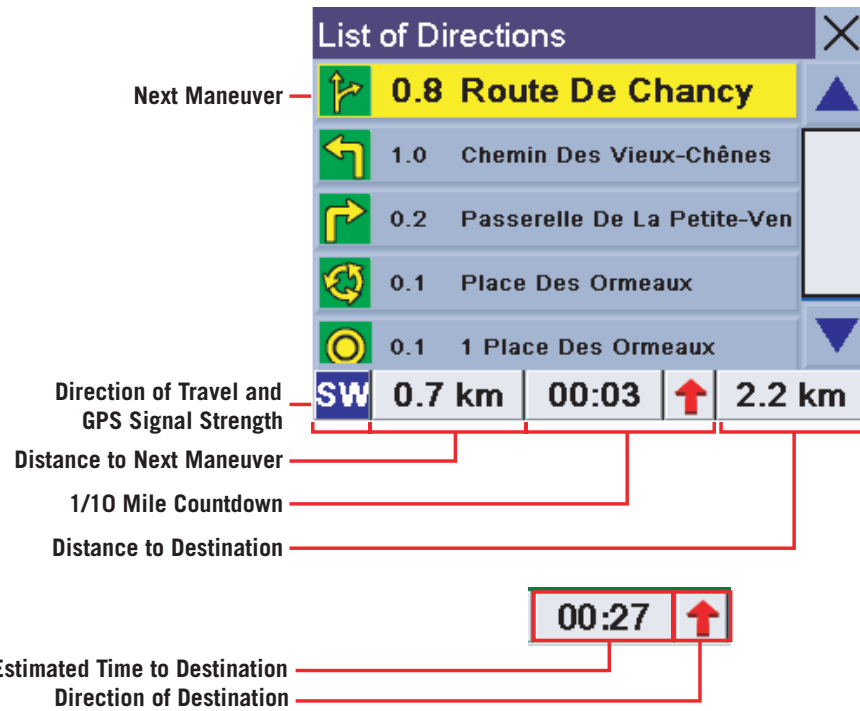 List of Directions
Next Maneuver
0.8 Route De Chancy
1.0 Chemin Des Vieux-Chênes
0.2 Passerelle De La Petite-Ven
0.1 Place Des Ormeaux
0.1 1 Place Des Ormeaux
Direction of Travel and
GPS Signal Strength
SW 0.7 km 00:03 2.2 km
Distance to Next Maneuver
1/10 Mile Countdown
Distance to Destination
00:27
Estimated Time to Destination
Direction of Destination